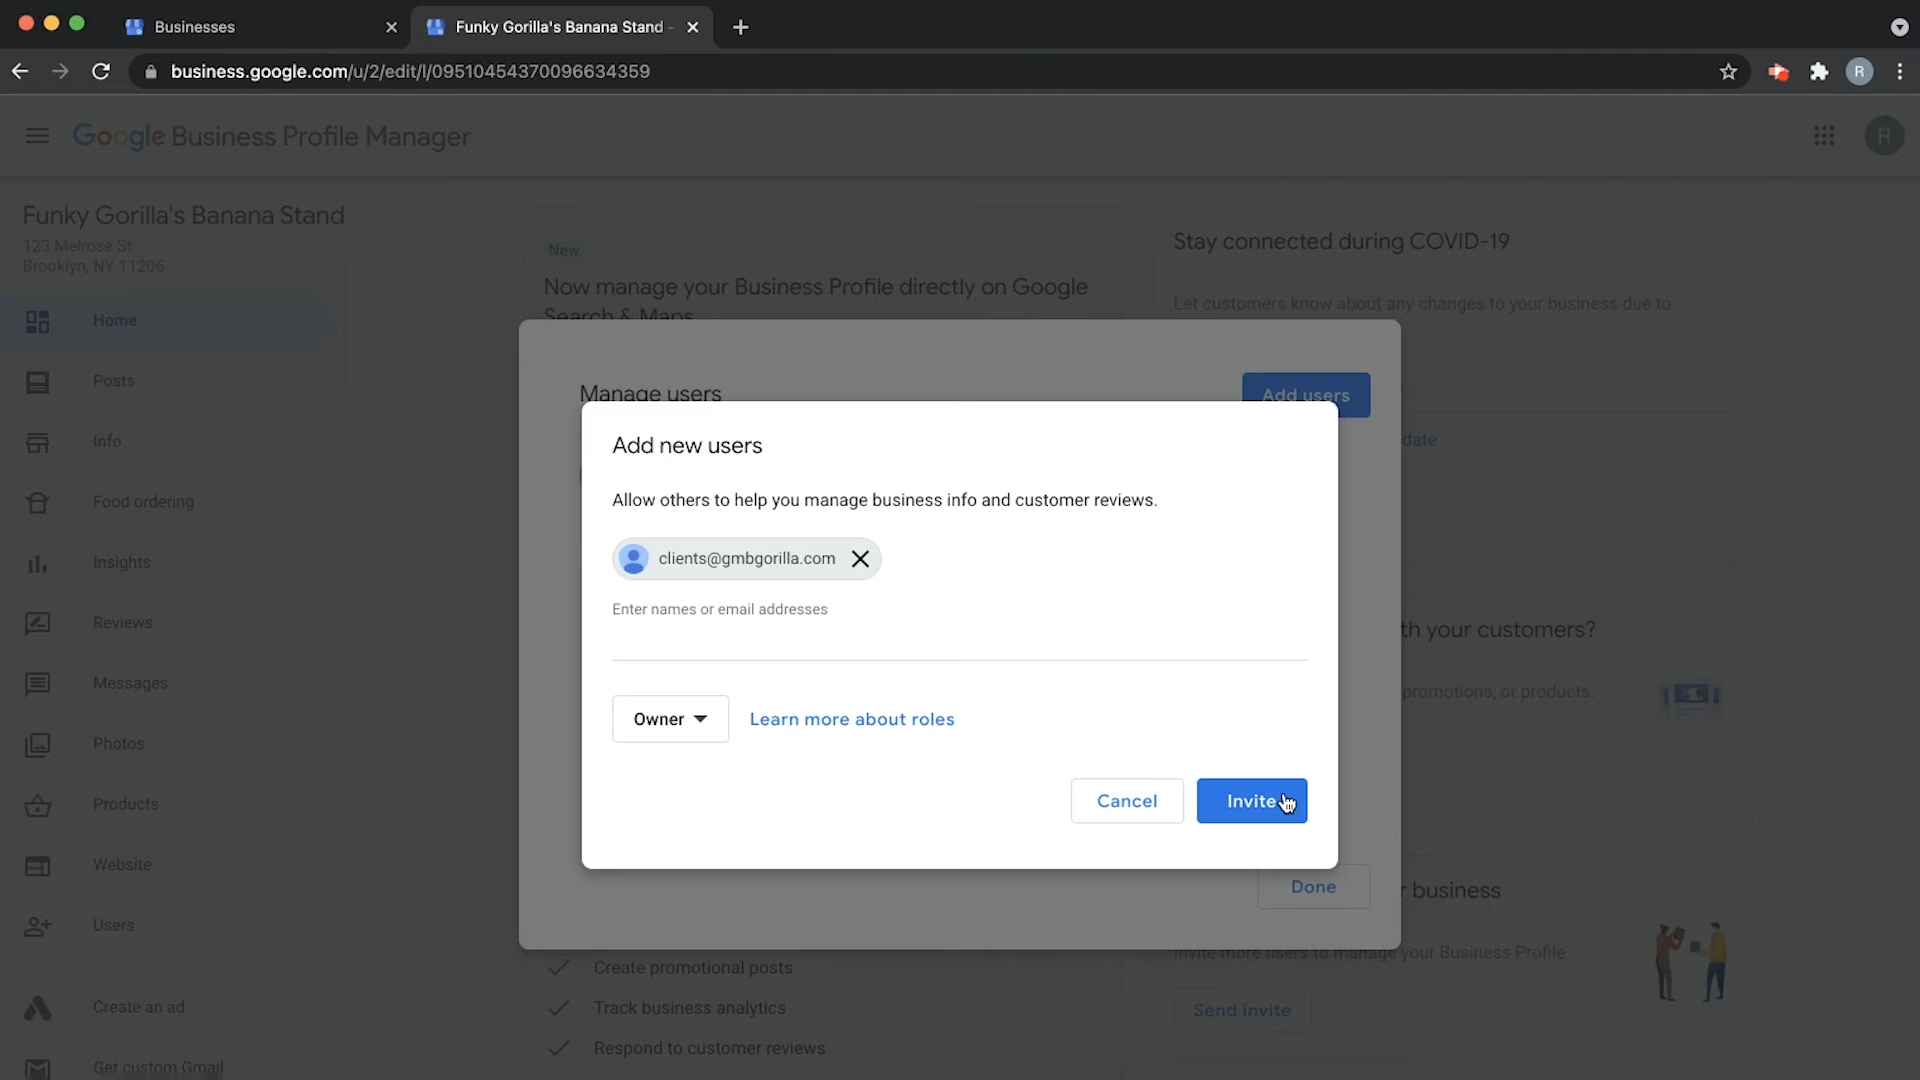 Businesses
Funky Gorilla's Banana Stand -
business.google.com/u/2/edit/l/09510454370096634359
R
Google Business Profile Manager
R
Funky Gorilla's Banana Stand
123 Melrose St
Brooklyn, NY 11206
Home
Posts
Info
Food ordering
Insights
Reviews
Messages
Photos
Products
Website
Users
Create an ad
Get custom Gmail
New
Now manage your Business Profile directly on Google
Search & Maps
Stay connected during COVID-19
Let customers know about any changes to your business due to
date
Manage users
Add users
Add new users
Allow others to help you manage business info and customer reviews.
clients@gmbgorilla.com
Enter names or email addresses
Owner
Learn more about roles
Cancel
Invite
Done
th your customers?
promotions, or products.
r business
Invite more users to manage your Business Profile
Send invite
Create promotional posts
Track business analytics
Respond to customer reviews